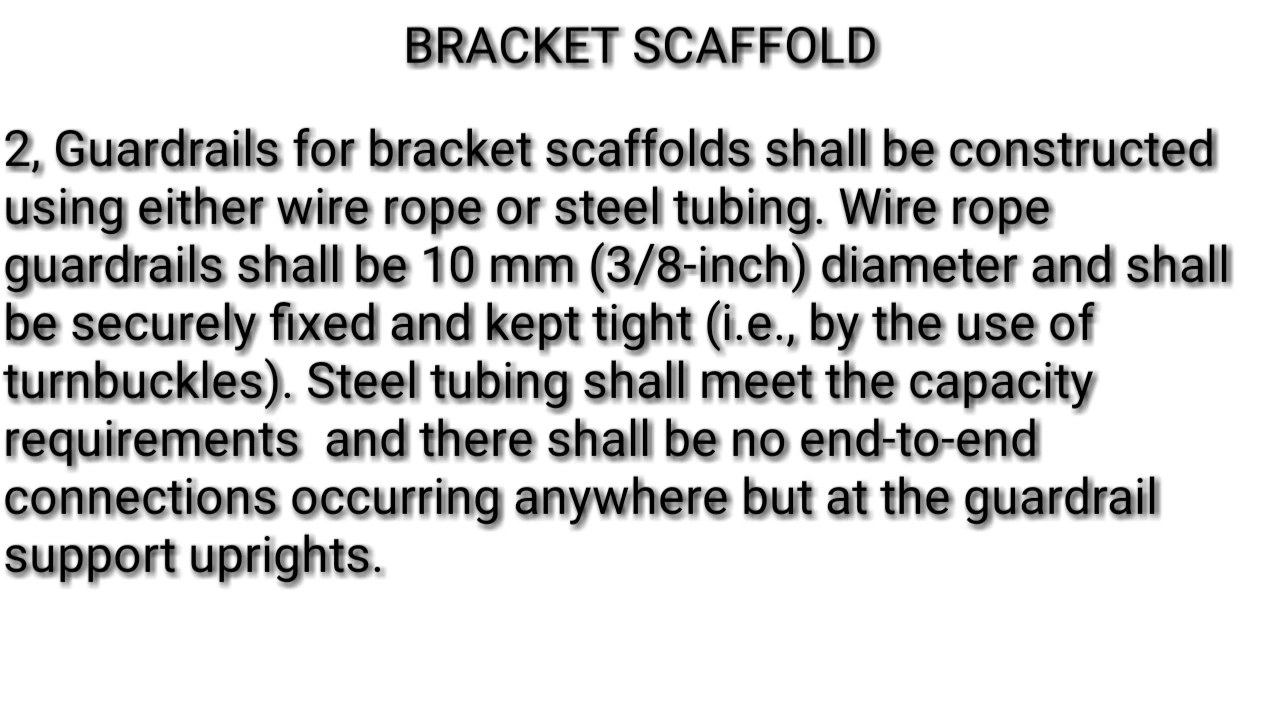 BRACKET SCAFFOLD
2, Guardrails for bracket scaffolds shall be constructed
using either wire rope or steel tubing. Wire rope
guardrails shall be 10 mm (3/8-inch) diameter and shall
be securely fixed and kept tight (i.e., by the use of
turnbuckles). Steel tubing shall meet the capacity
requirements  and there shall be no end-to-end
connections occurring anywhere but at the guardrail
support uprights.